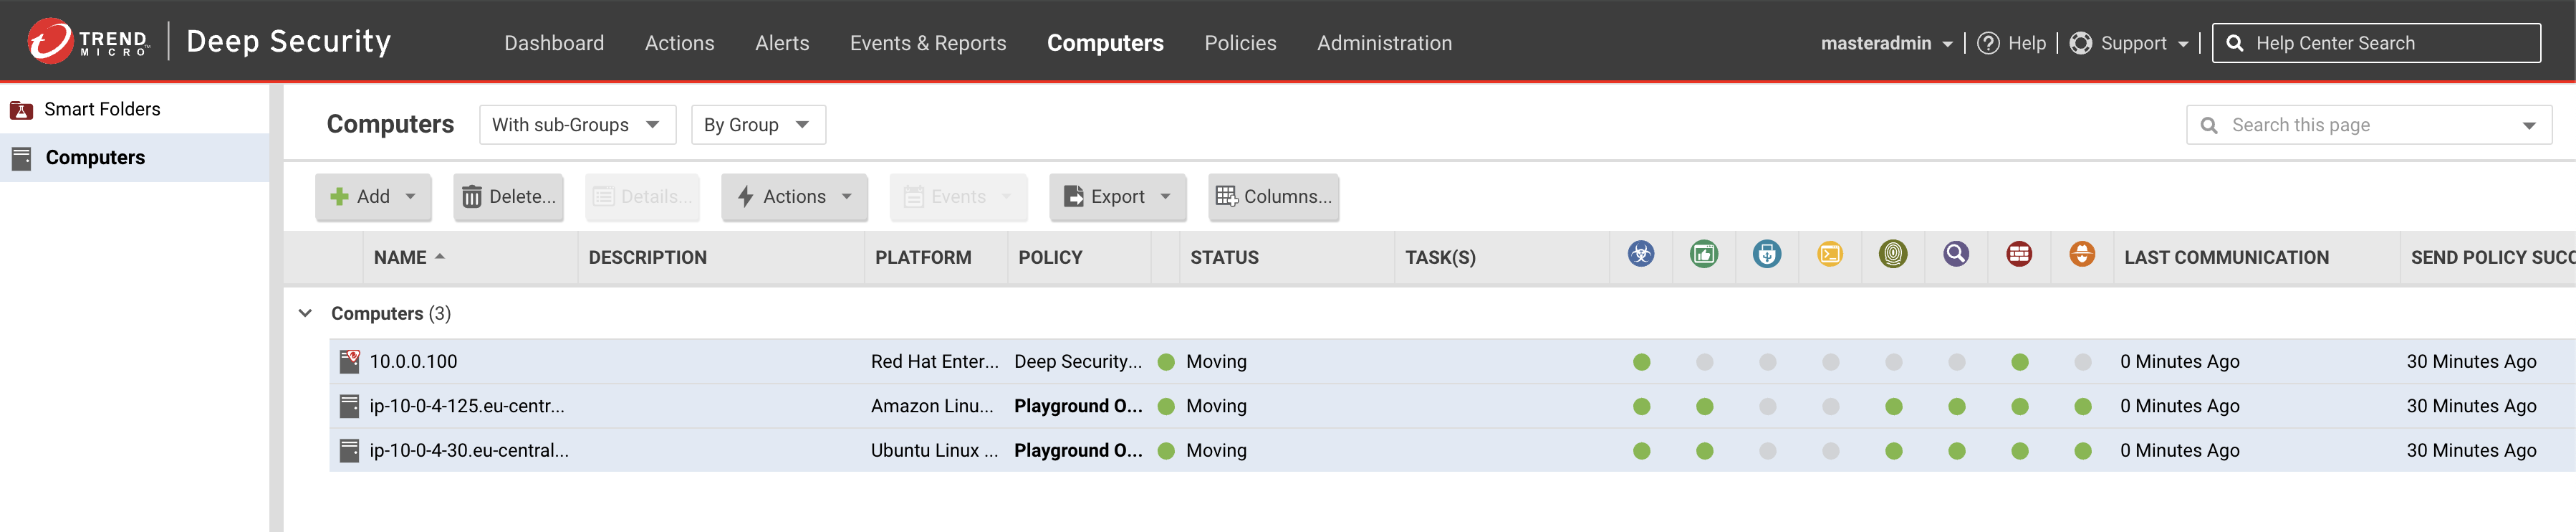 TREND MICRO™ Deep Security Dashboard Actions Alerts Events & Reports Computers Policies Administration masteradmin Help Support Help Center Search
Smart Folders
Computers
Computers With sub-Groups By Group Search this page
Add Delete... Details... Actions Events Export Columns...
NAME DESCRIPTION PLATFORM POLICY STATUS TASK(S) LAST COMMUNICATION SEND POLICY SUCC
Computers (3)
10.0.0.100 Red Hat Enter... Deep Security... Moving 0 Minutes Ago 30 Minutes Ago
ip-10-0-4-125.eu-centr... Amazon Linu... Playground O... Moving 0 Minutes Ago 30 Minutes Ago
ip-10-0-4-30.eu-central... Ubuntu Linux ... Playground O... Moving 0 Minutes Ago 30 Minutes Ago